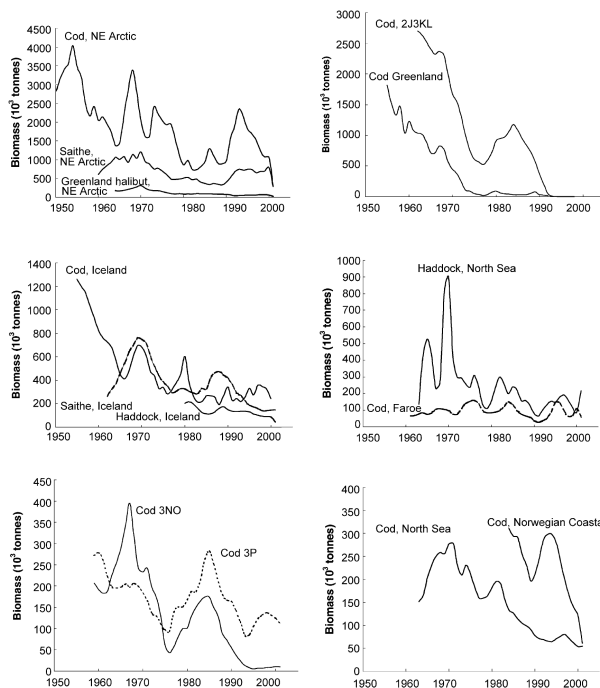 4500
4000
3500
3000
2500
2000
1500
1000
500
0
Biomass (10³ tonnes)
Cod, NE Arctic
Saithe,
NE Arctic
Greenland halibut,
NE Arctic
1950 1960 1970 1980 1990 2000
3000
2500
2000
1500
1000
500
0
Biomass (10³ tonnes)
Cod, 2J3KL
Cod Greenland
1950 1960 1970 1980 1990 2000
1400
1200
1000
800
600
400
200
0
Biomass (10³ tonnes)
Cod, Iceland
Saithe, Iceland
Haddock, Iceland
1950 1960 1970 1980 1990 2000
1000
900
800
700
600
500
400
300
200
100
0
Biomass (10³ tonnes)
Haddock, North Sea
Cod, Faroe
1950 1960 1970 1980 1990 2000
450
400
350
300
250
200
150
100
50
0
Biomass (10³ tonnes)
Cod 3NO
Cod 3P
1950 1960 1970 1980 1990 2000
400
350
300
250
200
150
100
50
0
Biomass (10³ tonnes)
Cod, North Sea
Cod, Norwegian Coasta
1950 1960 1970 1980 1990 2000